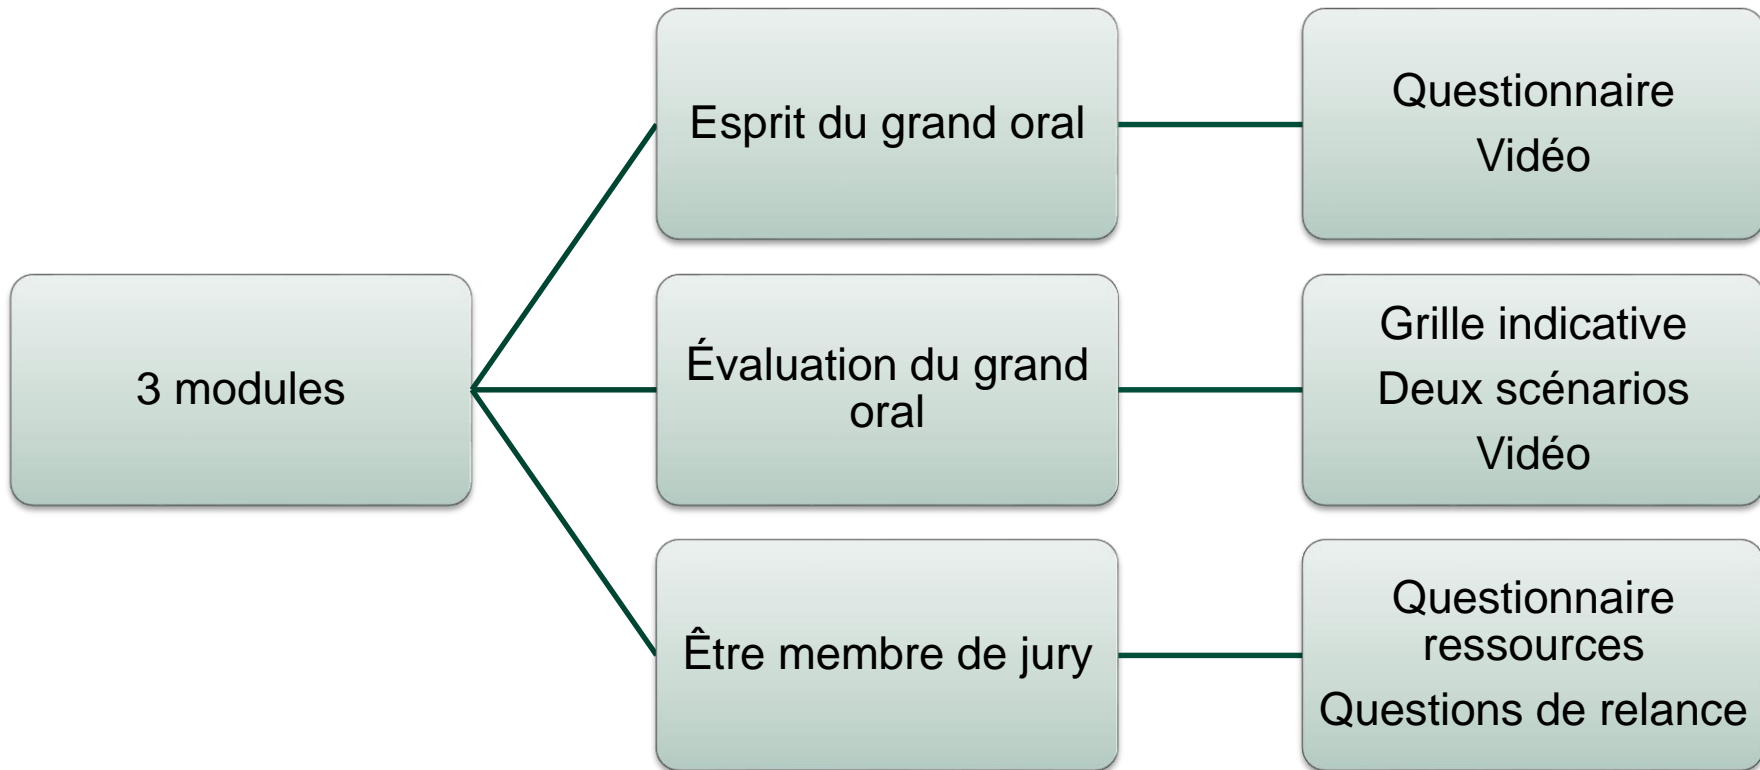 3 modules
Esprit du grand oral
Questionnaire
Vidéo
Évaluation du grand
oral
Grille indicative
Deux scénarios
Vidéo
Être membre de jury
Questionnaire
ressources
Questions de relance